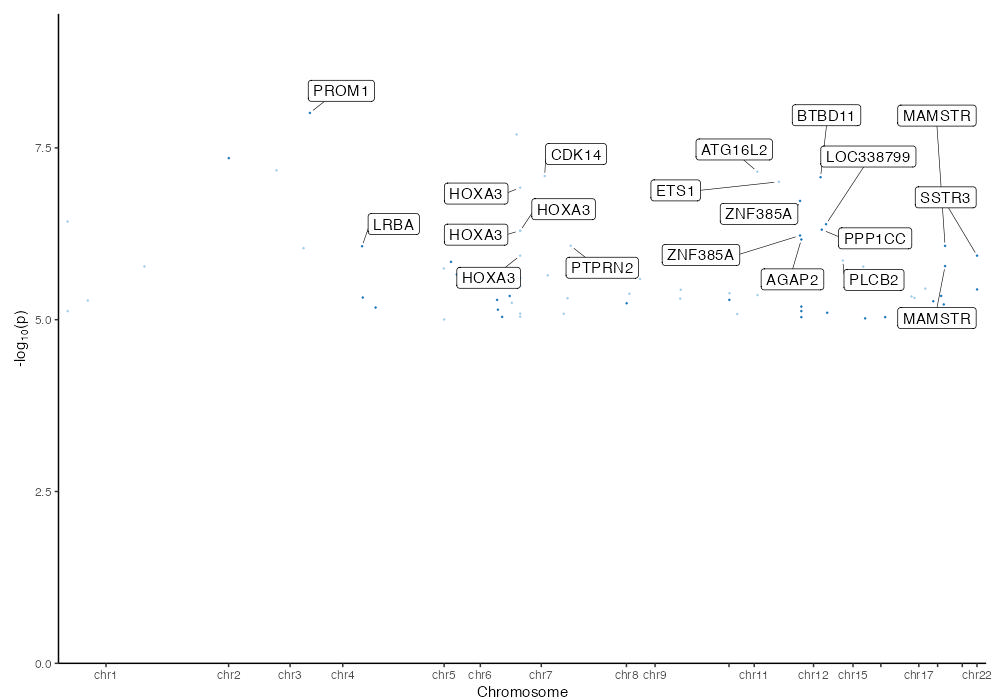 PROM1
BTBD11
MAMSTR
7.5
CDK14
ATG16L2
LOC338799
HOXA3
ETS1
SSTR3
HOXA3
ZNF385A
LRBA
HOXA3
PPP1CC
ZNF385A
HOXA3
PTPRN2
AGAP2
PLCB2
5.0
MAMSTR
-log10(p)
2.5
0.0
chr1 chr2 chr3 chr4 chr5 chr6 chr7 chr8 chr9 chr11 chr12 chr15 chr17 chr22
Chromosome